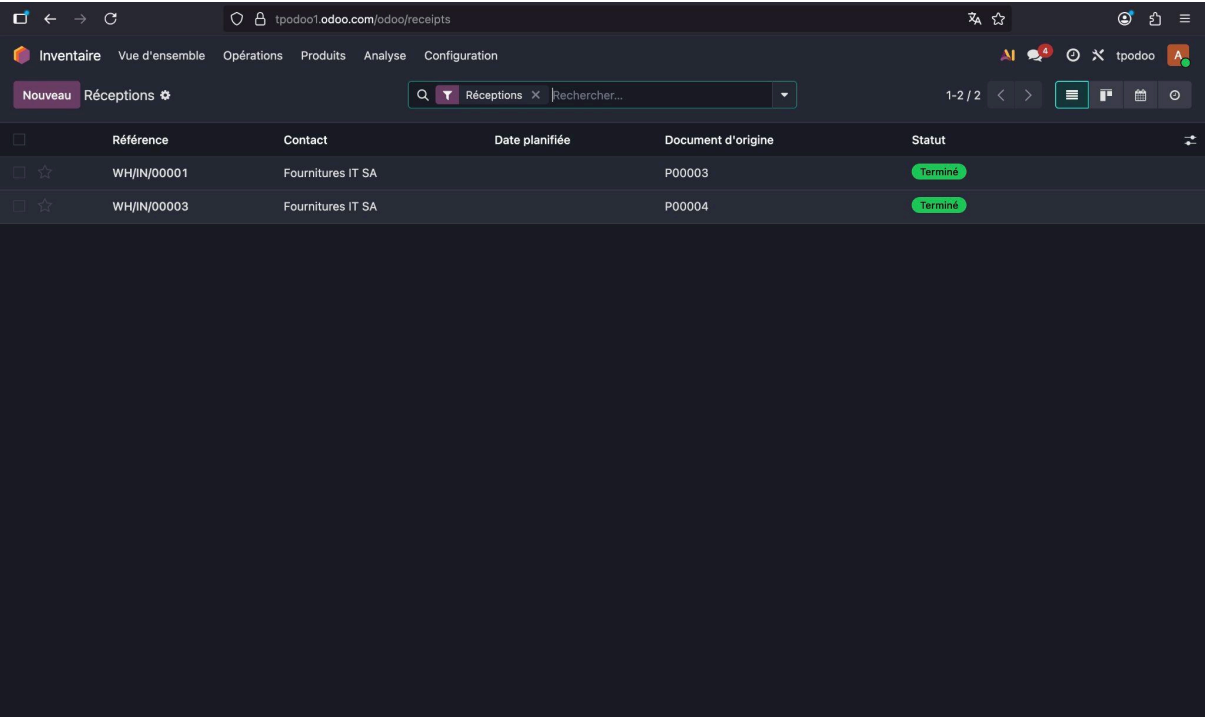 tpodoo1.odoo.com/odoo/receipts
Inventaire Vue d'ensemble Opérations Produits Analyse Configuration AI 4 tpodoo A
Nouveau Réceptions Réceptions Rechercher... 1-2 / 2
Référence Contact Date planifiée Document d'origine Statut
WH/IN/00001 Fournitures IT SA P00003 Terminé
WH/IN/00003 Fournitures IT SA P00004 Terminé